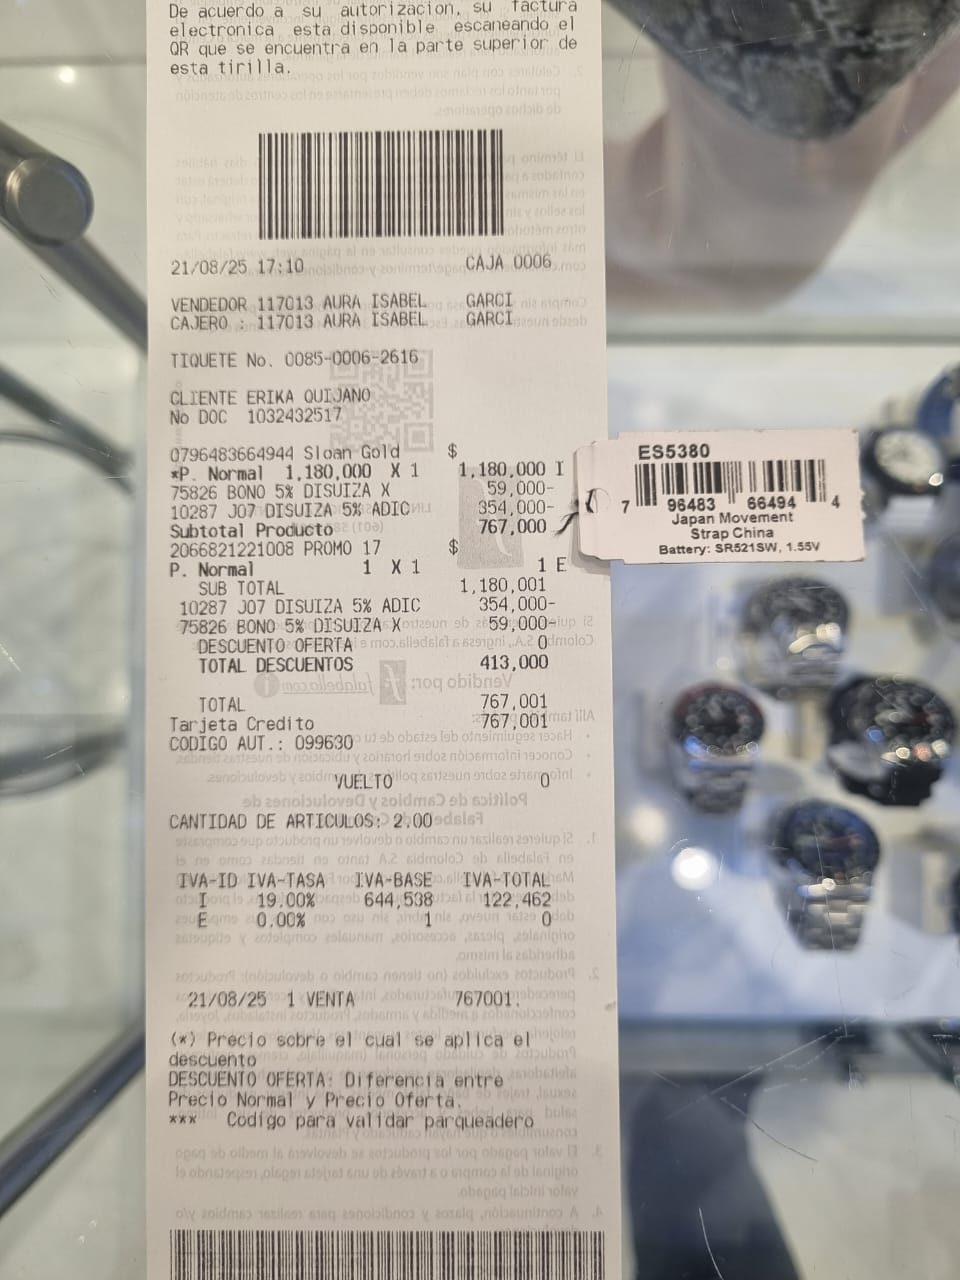 De acuerdo a su autorizacion, su factura
electronica esta disponible escaneando el
QR que se encuentra en la parte superior de
esta tirilla.
21/08/25 17:10 CAJA 0006
VENDEDOR 117013 AURA ISABEL GARCI
CAJERO : 117013 AURA ISABEL GARCI
TIQUETE No. 0085-0006-2616
CLIENTE ERIKA QUIJANO
No DOC 1032432517
0796483664944 Sloan Gold $
*P. Normal 1,180,000 X 1 1,180,000 I
75826 BONO 5% DISUIZA X 59,000-
10287 JO7 DISUIZA 5% ADIC 354,000-
Subtotal Producto 767,000
2066821221008 PROMO 17 $
P. Normal 1 X 1 1 E
SUB TOTAL 1,180,001
10287 JO7 DISUIZA 5% ADIC 354,000-
75826 BONO 5% DISUIZA X 59,000-
DESCUENTO OFERTA 0
TOTAL DESCUENTOS 413,000
TOTAL 767,001
Tarjeta Credito 767,001
CODIGO AUT.: 099630
VUELTO 0
CANTIDAD DE ARTICULOS: 2.00
IVA-ID IVA-TASA IVA-BASE IVA-TOTAL
I 19.00% 644,538 122,462
E 0.00% 1 0
21/08/25 1 VENTA 767001.
(*) Precio sobre el cual se aplica el
descuento
DESCUENTO OFERTA: Diferencia entre
Precio Normal y Precio Oferta.
*** Codigo para validar parqueadero
ES5380
7 96483 66494 4
Japan Movement
Strap China
Battery: SR521SW, 1.55V